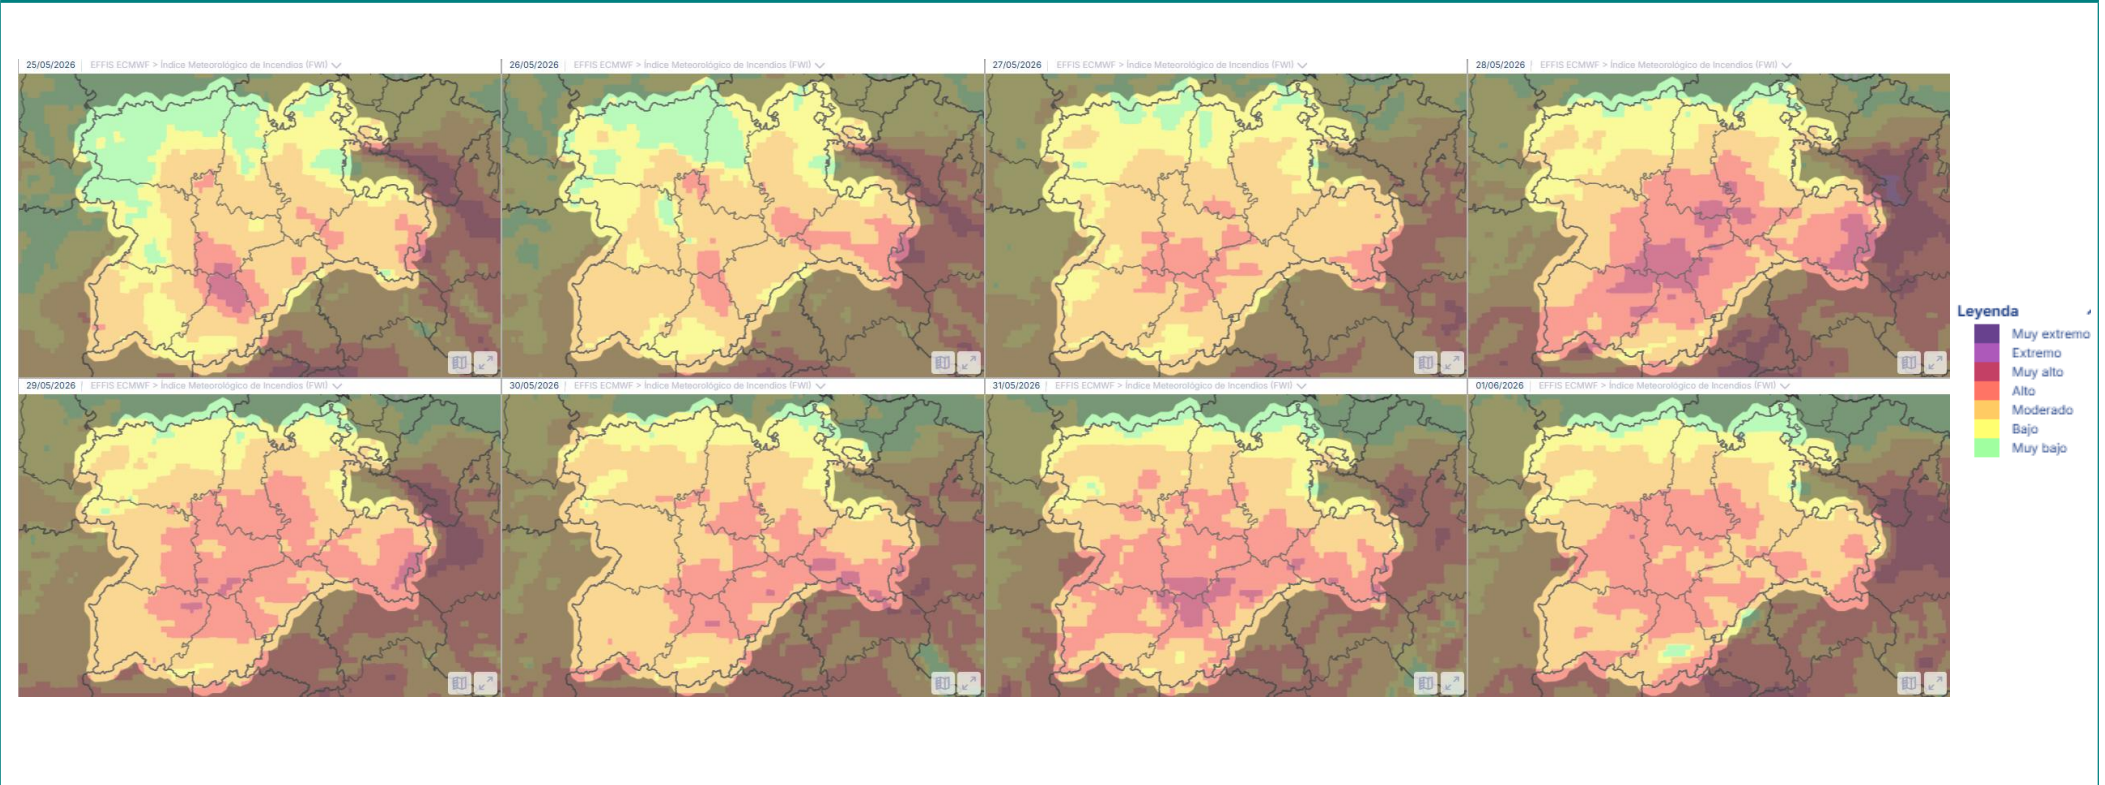 25/05/2026 EFFIS ECMWF > Índice Meteorológico de Incendios (FWI)
26/05/2026 EFFIS ECMWF > Índice Meteorológico de Incendios (FWI)
27/05/2026 EFFIS ECMWF > Índice Meteorológico de Incendios (FWI)
28/05/2026 EFFIS ECMWF > Índice Meteorológico de Incendios (FWI)
29/05/2026 EFFIS ECMWF > Índice Meteorológico de Incendios (FWI)
30/05/2026 EFFIS ECMWF > Índice Meteorológico de Incendios (FWI)
31/05/2026 EFFIS ECMWF > Índice Meteorológico de Incendios (FWI)
01/06/2026 EFFIS ECMWF > Índice Meteorológico de Incendios (FWI)
Leyenda
Muy extremo
Extremo
Muy alto
Alto
Moderado
Bajo
Muy bajo